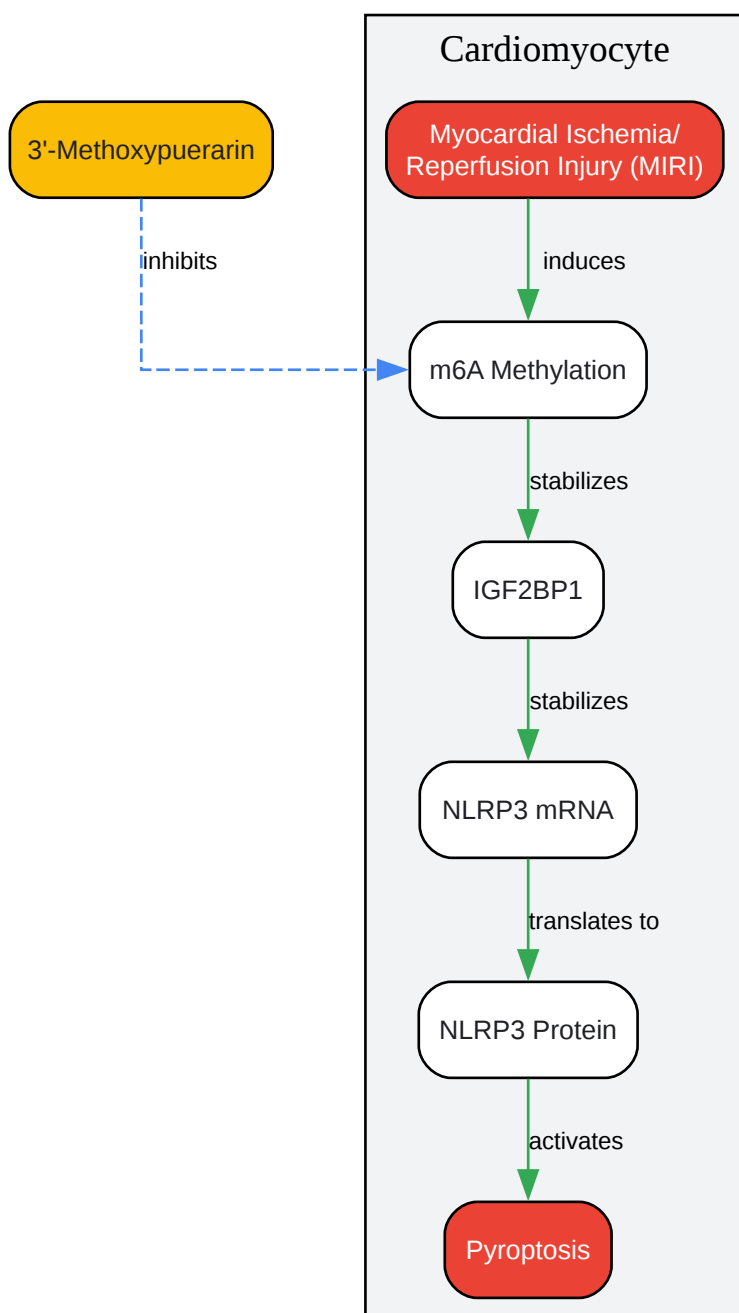 Cardiomyocyte
3'-Methoxypuerarin
Myocardial Ischemia/
Reperfusion Injury (MIRI)
inhibits
induces
m6A Methylation
stabilizes
IGF2BP1
stabilizes
NLRP3 mRNA
translates to
NLRP3 Protein
activates
Pyroptosis